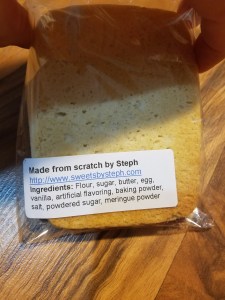 Made from scratch by Steph
http://www.sweetsbysteph.com
Ingredients: Flour, sugar, butter, egg,
vanilla, artificial flavoring, baking powder,
salt, powdered sugar, meringue powder